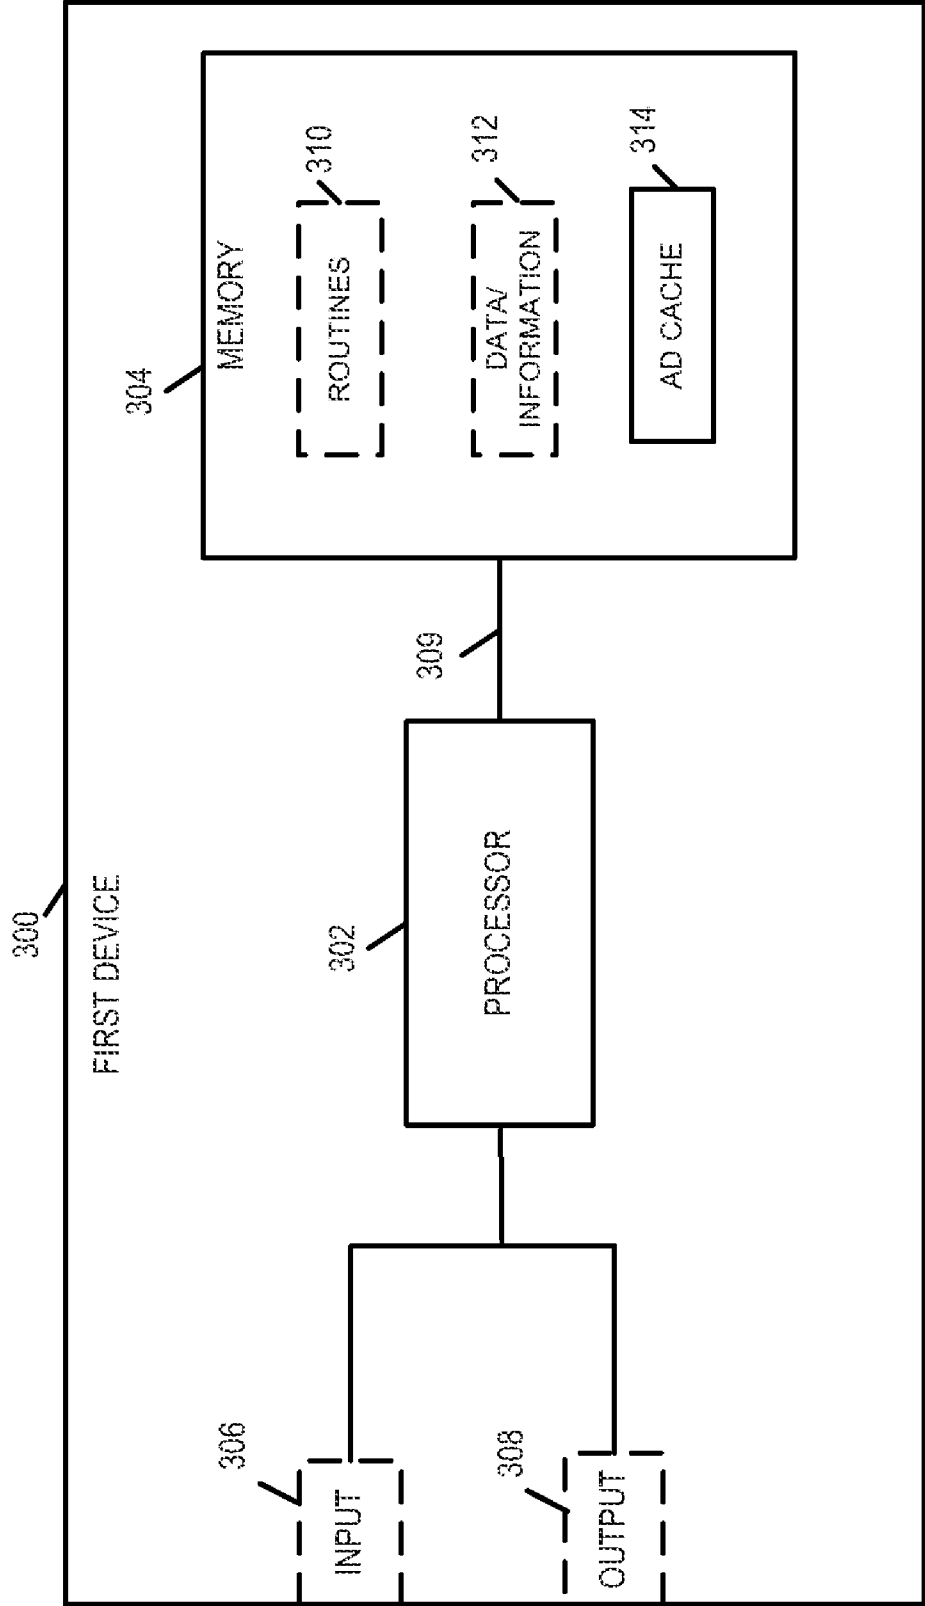 300
FIRST DEVICE
304
MEMORY
310
ROUTINES
312
DATA/
INFORMATION
314
AD CACHE
309
302
PROCESSOR
306
INPUT
308
OUTPUT